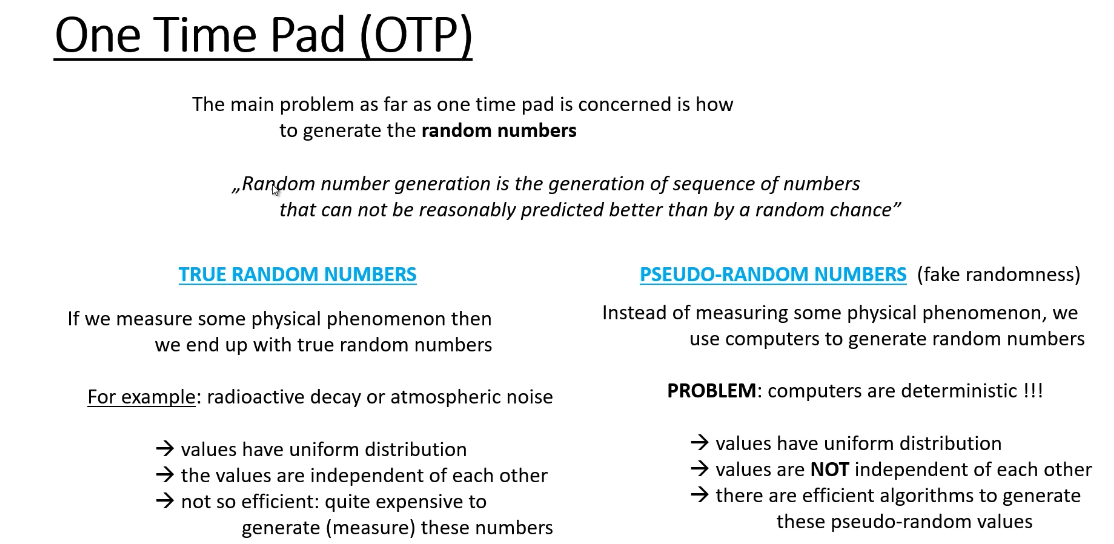 One Time Pad (OTP)
The main problem as far as one time pad is concerned is how
to generate the random numbers
„Random number generation is the generation of sequence of numbers
that can not be reasonably predicted better than by a random chance”
TRUE RANDOM NUMBERS
If we measure some physical phenomenon then
we end up with true random numbers
For example: radioactive decay or atmospheric noise
→ values have uniform distribution
→ the values are independent of each other
→ not so efficient: quite expensive to
generate (measure) these numbers
PSEUDO-RANDOM NUMBERS (fake randomness)
Instead of measuring some physical phenomenon, we
use computers to generate random numbers
PROBLEM: computers are deterministic !!!
→ values have uniform distribution
→ values are NOT independent of each other
→ there are efficient algorithms to generate
these pseudo-random values